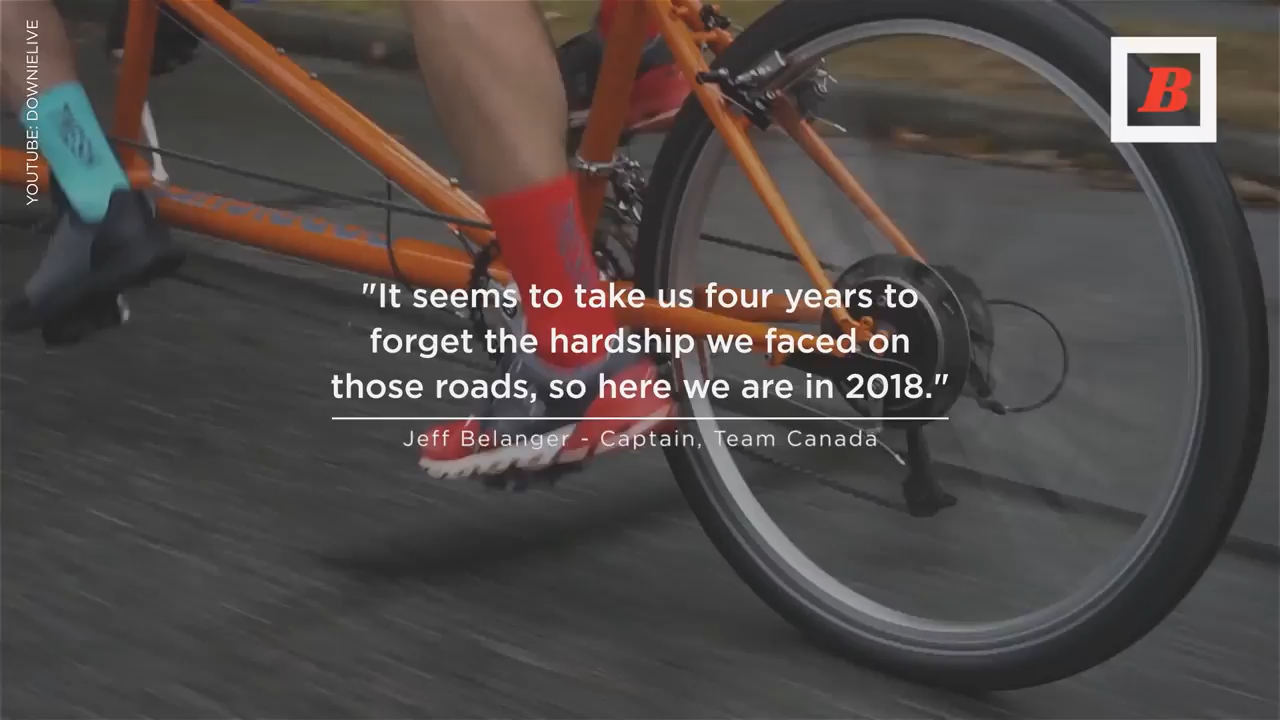 YOUTUBE: DOWNIELIVE
B
"It seems to take us four years to
forget the hardship we faced on
those roads, so here we are in 2018."
Jeff Belanger - Captain, Team Canada